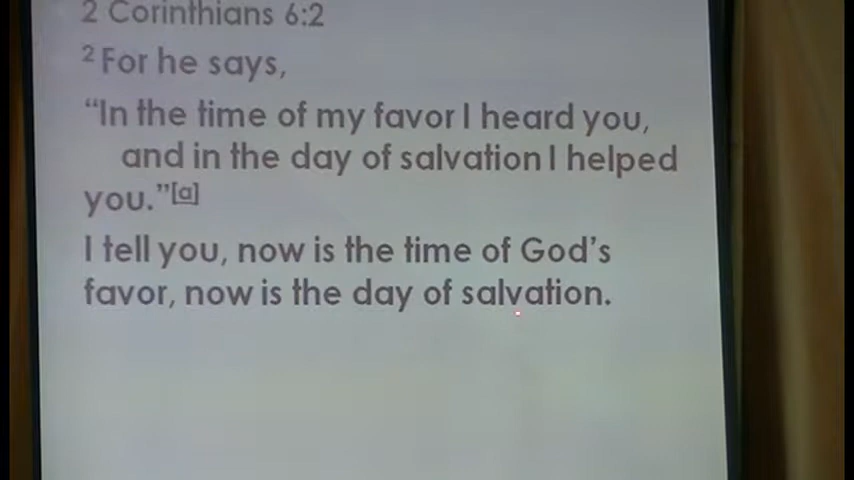 2 Corinthians 6:2
2 For he says,
“In the time of my favor I heard you,
and in the day of salvation I helped
you.”[a]
I tell you, now is the time of God’s
favor, now is the day of salvation.